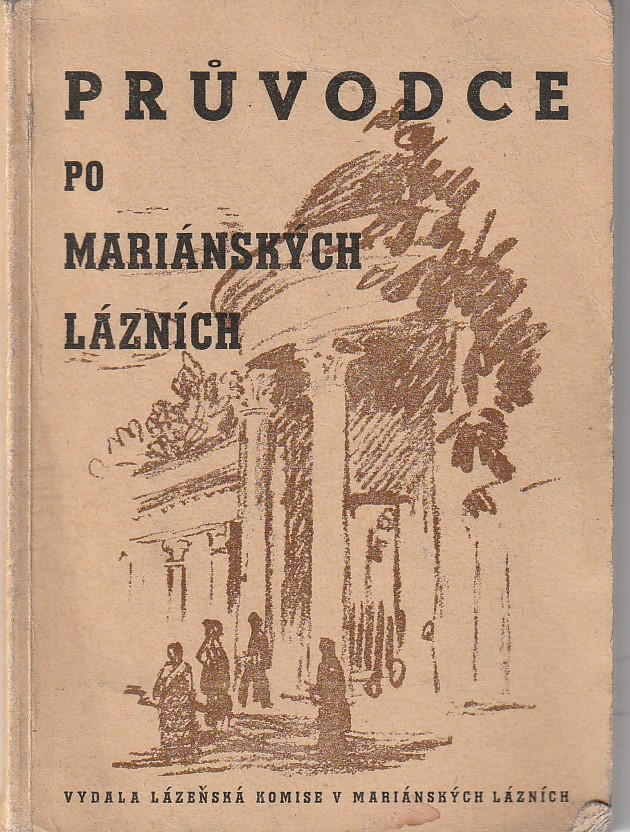 PRŮVODCE
PO
MARIÁNSKÝCH
LÁZNÍCH
VYDALA LÁZEŇSKÁ KOMISE V MARIÁNSKÝCH LÁZNÍCH